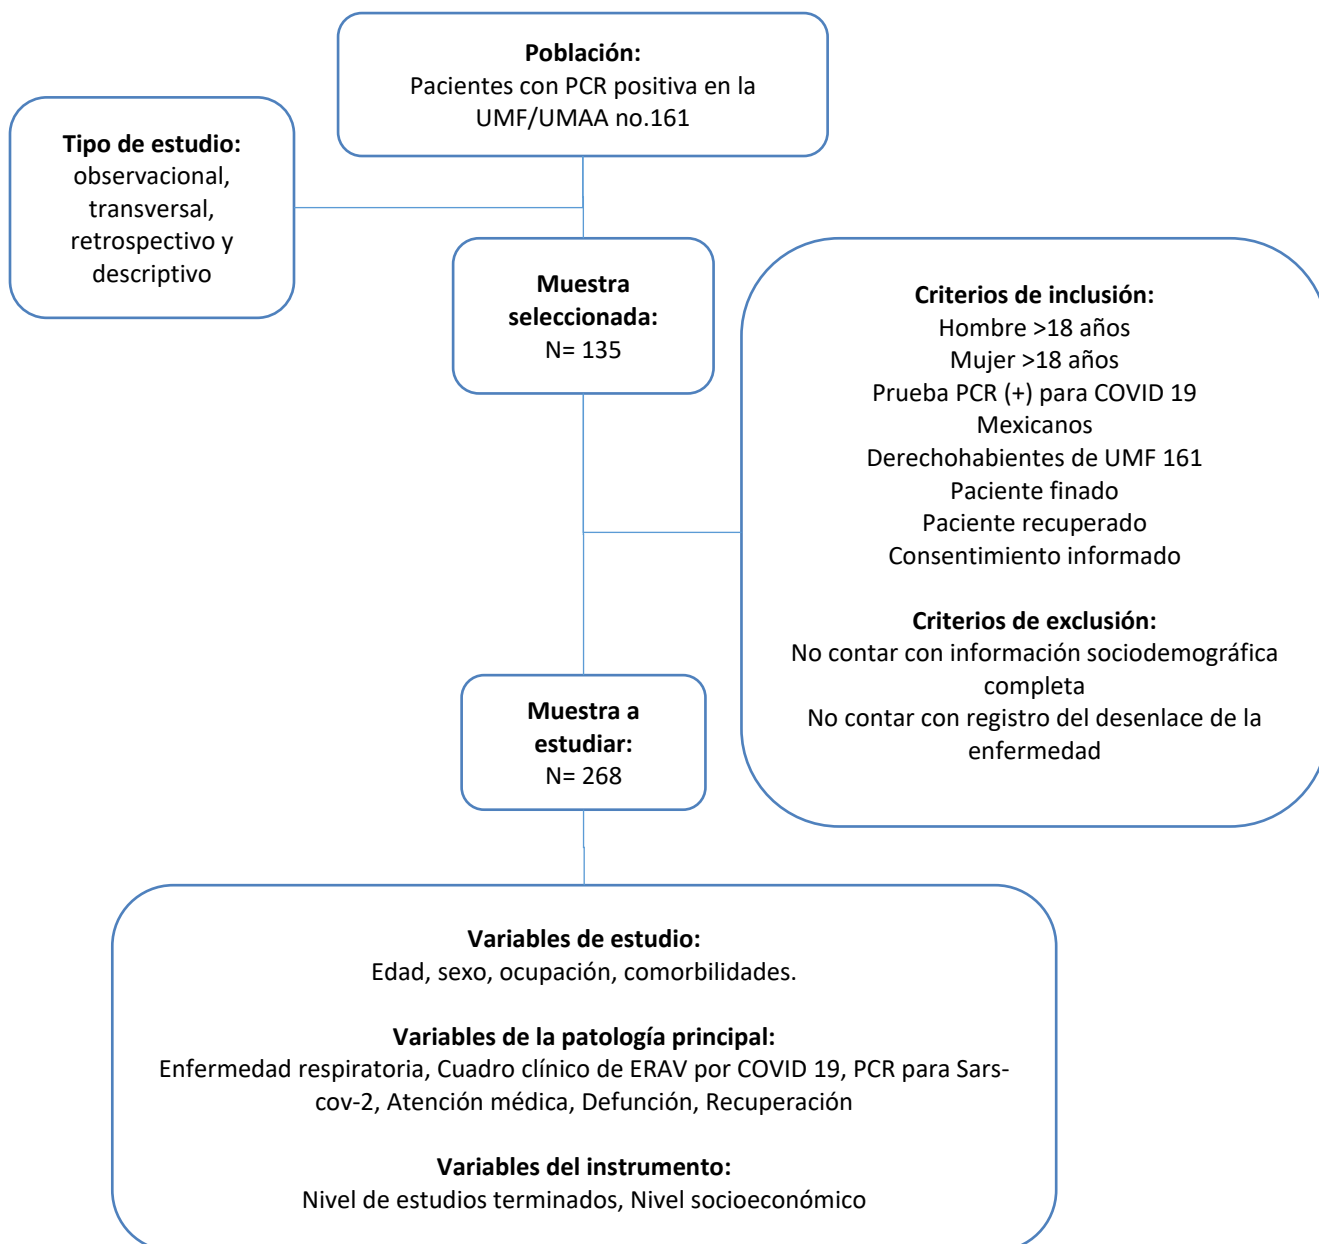 Población:
Pacientes con PCR positiva en la
UMF/UMAA no.161
Tipo de estudio:
observacional,
transversal,
retrospectivo y
descriptivo
Muestra
seleccionada:
N= 135
Criterios de inclusión:
Hombre >18 años
Mujer >18 años
Prueba PCR (+) para COVID 19
Mexicanos
Derechohabientes de UMF 161
Paciente finado
Paciente recuperado
Consentimiento informado
Criterios de exclusión:
No contar con información sociodemográfica
completa
No contar con registro del desenlace de la
enfermedad
Muestra a
estudiar:
N= 268
Variables de estudio:
Edad, sexo, ocupación, comorbilidades.
Variables de la patología principal:
Enfermedad respiratoria, Cuadro clínico de ERAV por COVID 19, PCR para Sars-
cov-2, Atención médica, Defunción, Recuperación
Variables del instrumento:
Nivel de estudios terminados, Nivel socioeconómico